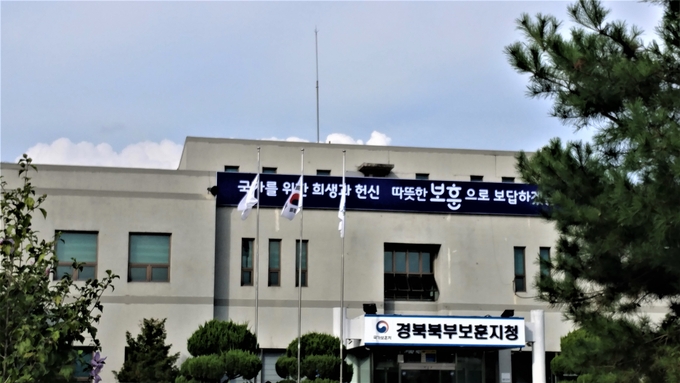 국가를 위한 희생과 헌신 따뜻한 보훈으로 보답하겠
경북북부보훈지청